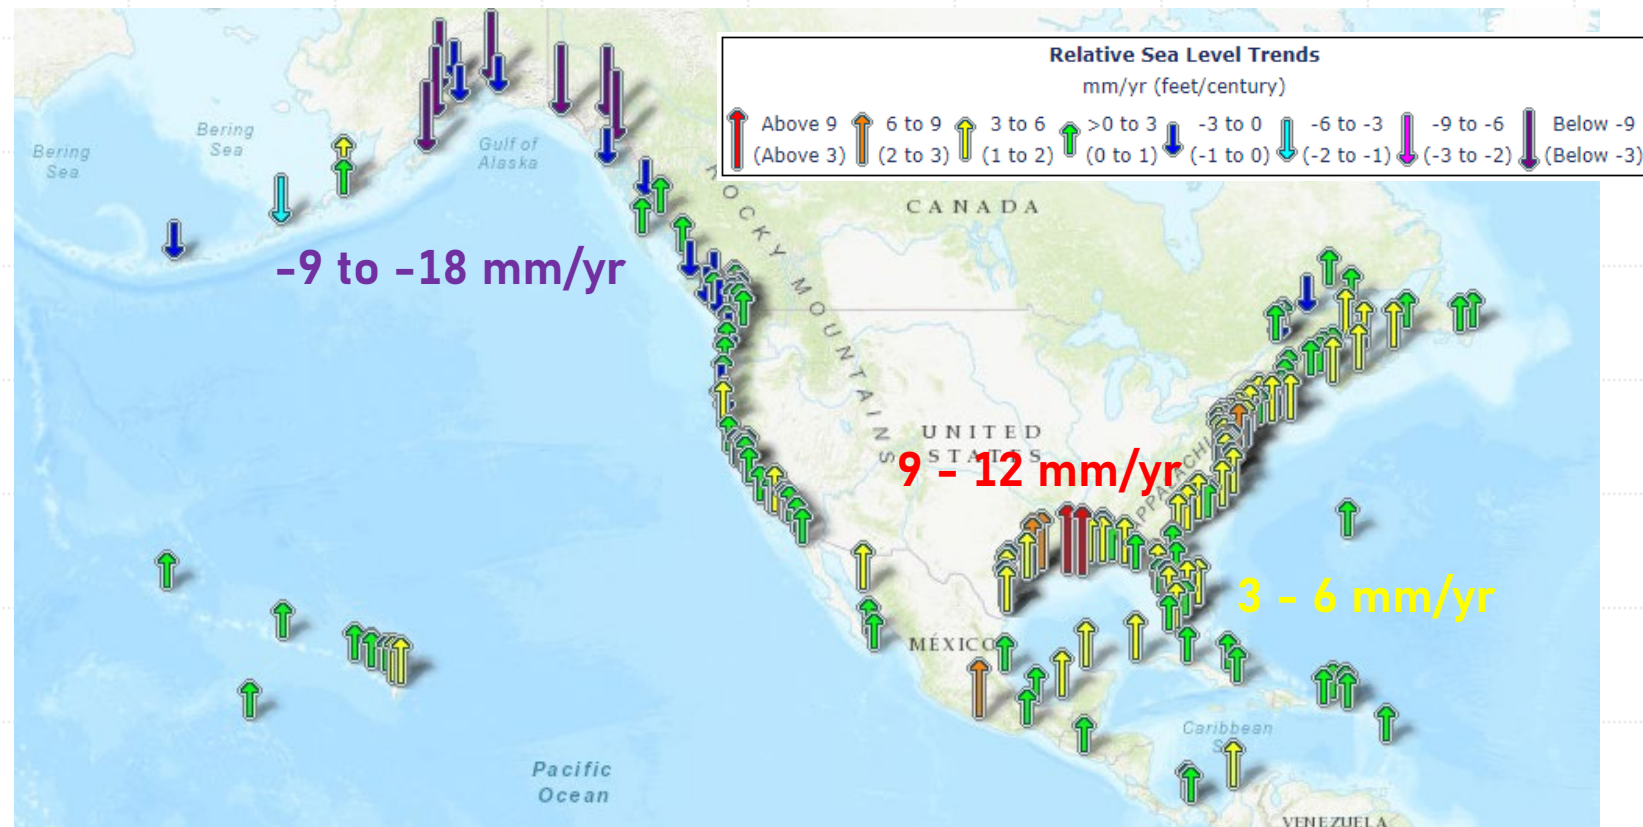 Relative Sea Level Trends
mm/yr (feet/century)
Above 9 6 to 9 3 to 6 >0 to 3 -3 to 0 -6 to -3 -9 to -6 Below -9
(Above 3) (2 to 3) (1 to 2) (0 to 1) (-1 to 0) (-2 to -1) (-3 to -2) (Below -3)
Bering
Sea
Bering
Sea
Gulf of
Alaska
ROCKY MOUNTAINS
CANADA
-9 to -18 mm/yr
UNITED
STATES
9 - 12 mm/yr
3 - 6 mm/yr
MÉXICO
Caribbean
Pacific
Ocean
VENEZUELA